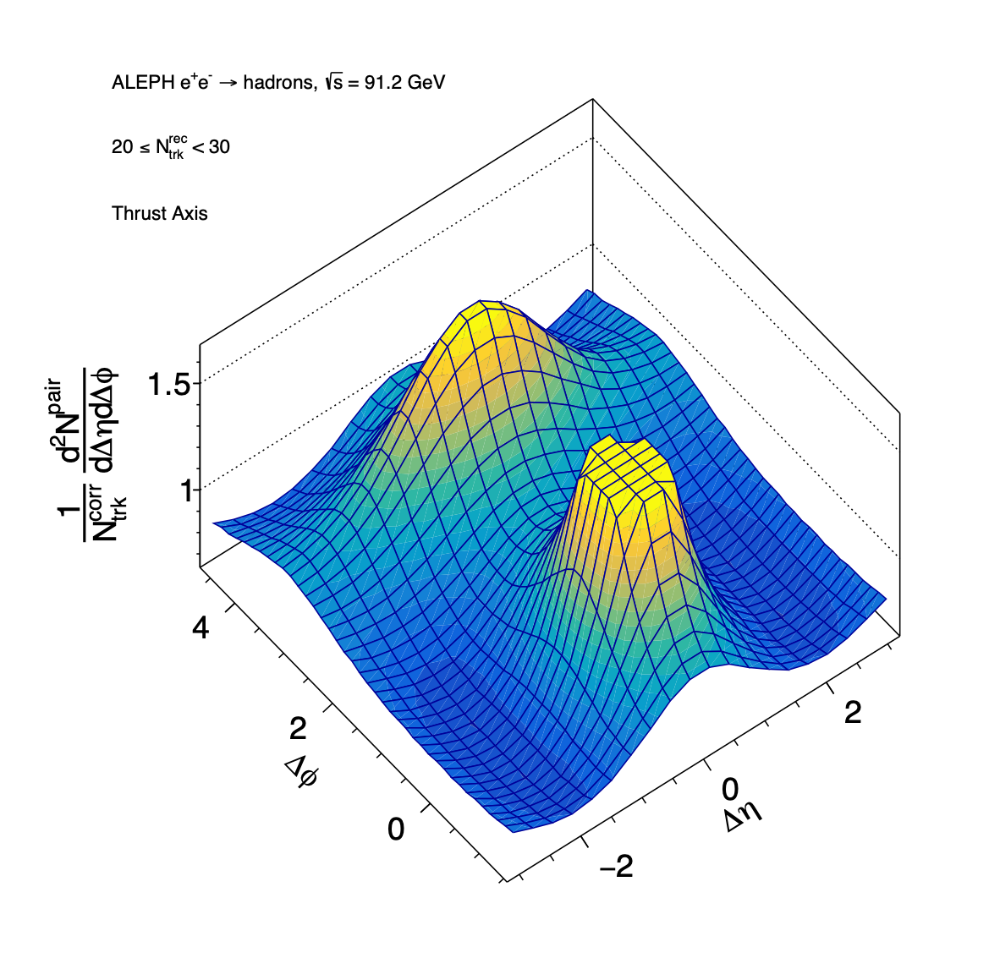 ALEPH e⁺e⁻ → hadrons, √s = 91.2 GeV
20 ≤ N_trk^rec < 30
Thrust Axis
1/N_trk^corr d²N^pair/dΔηdΔϕ
1.5
1
4
2
0
Δϕ
2
0
−2
Δη